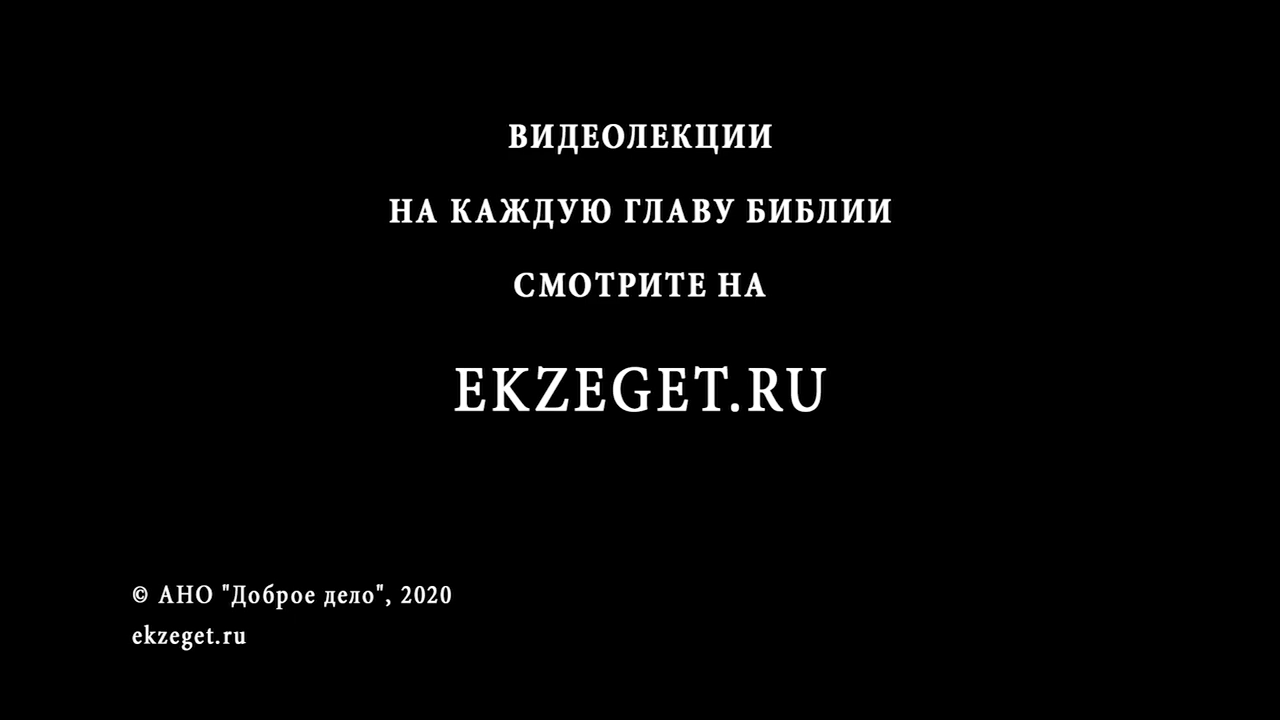 ВИДЕОЛЕКЦИИ
НА КАЖДУЮ ГЛАВУ БИБЛИИ
СМОТРИТЕ НА
EKZEGET.RU
© АНО "Доброе дело", 2020
ekzeget.ru